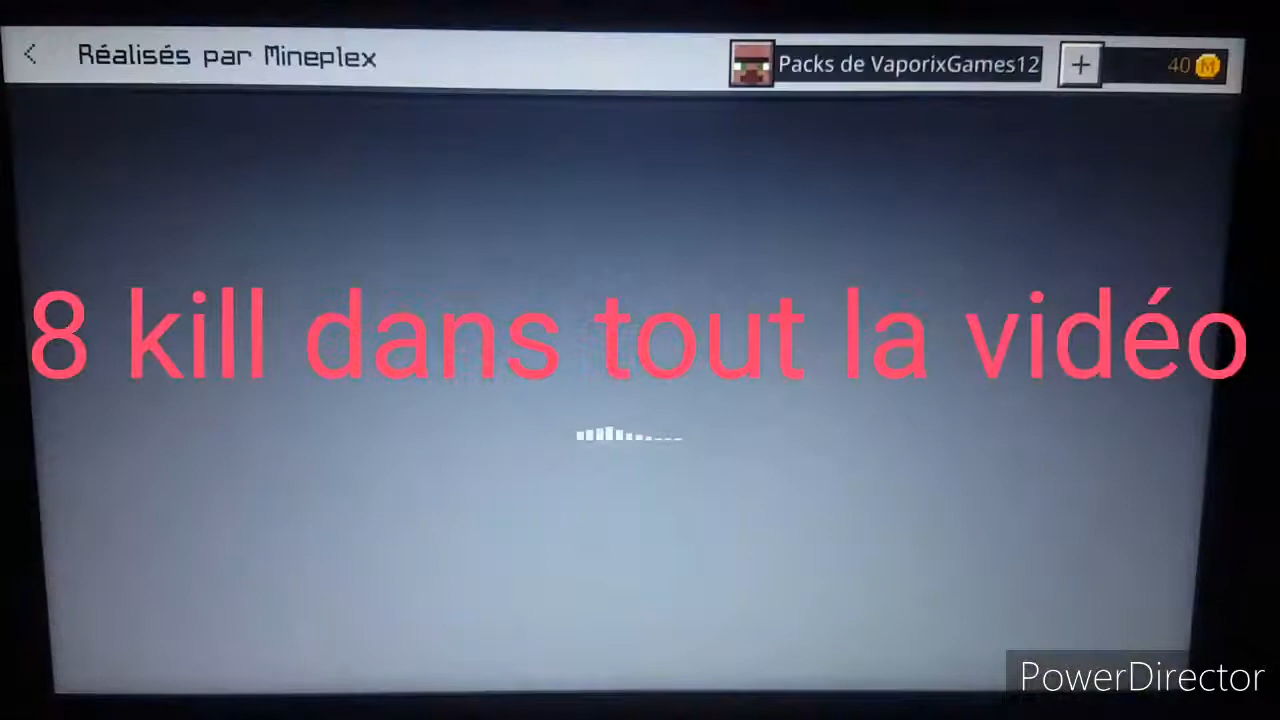 Réalisés par Mineplex
Packs de VaporixGames12
40
8 kill dans tout la vidéo
PowerDirector